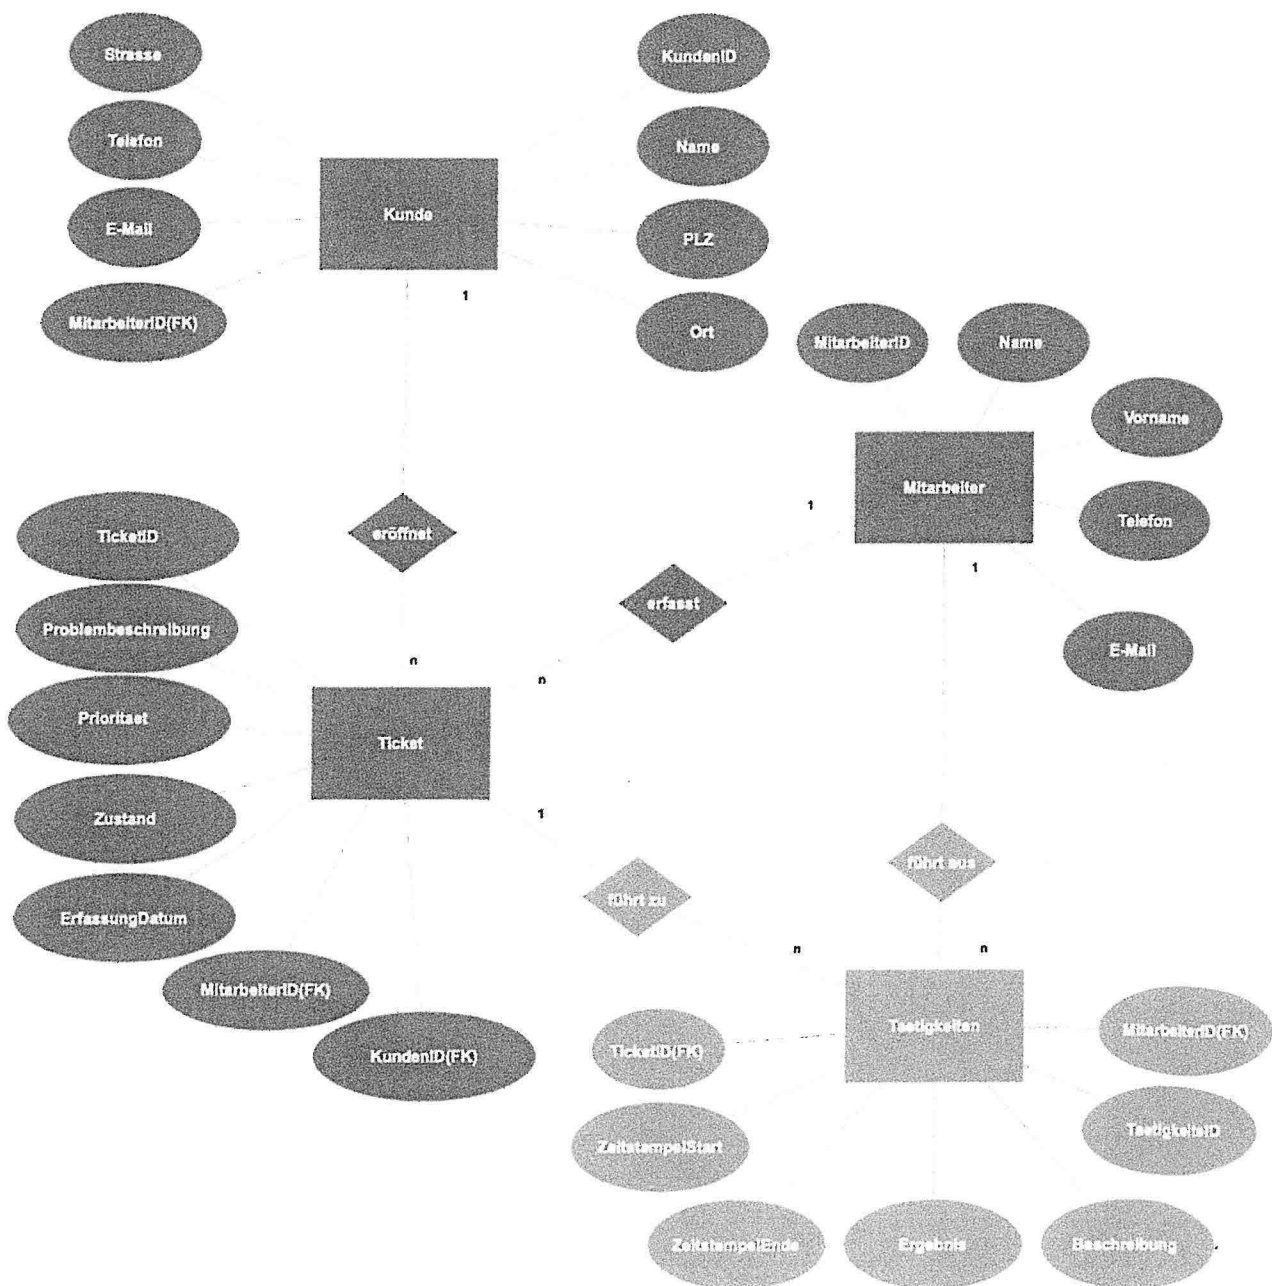 Strasse
KundenID
Telefon
Name
Kunde
E-Mail
PLZ
1
MitarbeiterID(FK)
Ort
MitarbeiterID
Name
Vorname
Mitarbeiter
1
Telefon
TicketID
eröffnet
1
erfasst
Problembeschreibung
E-Mail
n
n
Prioritaet
Ticket
1
Zustand
führt aus
führt zu
ErfassungDatum
n
n
MitarbeiterID(FK)
KundenID(FK)
Taetigkeiten
MitarbeiterID(FK)
TicketID(FK)
TaetigkeitsID
ZeitstempelStart
ZeitstempelEnde
Ergebnis
Beschreibung